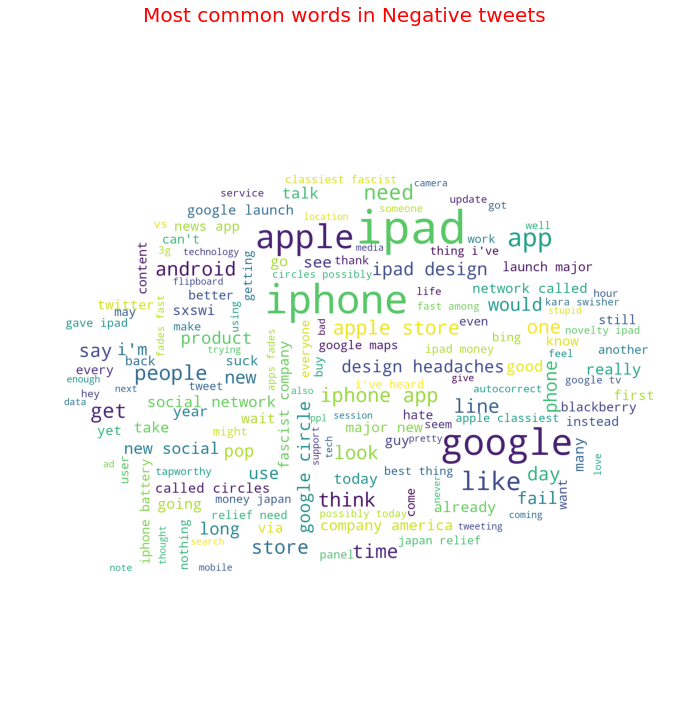 Most common words in Negative tweets
classiest fascist
camera
service
talk
need
update
google launch
someone
got
location
ipad
vs
news app
apple
well
app
can't
media
work
3g
technology
see
thank
thing i've
content
android
go
ipad design
launch major
flipboard
getting
circles possibly
network called
better
iphone
life
hour
twitter
sxswi
fast among
would
kara swisher
may
using
stupid
gave ipad
fades fast
make
bad
apple store
even
one
novelty ipad
say
i'm
product
everyone
google maps
bing
know
another
trying
ipad money
feel
back
suck
apps fades
buy
design headaches
good
really
every
people
new
fascist company
give
phone
google tv
enough
tweet
i've heard
autocorrect
hey
next
also
iphone app
first
data
social network
line
blackberry
get
year
ppl
session
hate
apple classiest
instead
yet
take
wait
google circle
major new
seem
might
support
guy
pretty
google
many
new social
pop
tech
look
love
ad
user
tapworthy
use
today
best thing
like
day
iphone battery
called circles
never
want
going
money japan
think
come
fail
nothing
relief need
possibly today
already
coming
thought
long
via
company america
tweeting
search
store
panel
time
japan relief
note
mobile
still